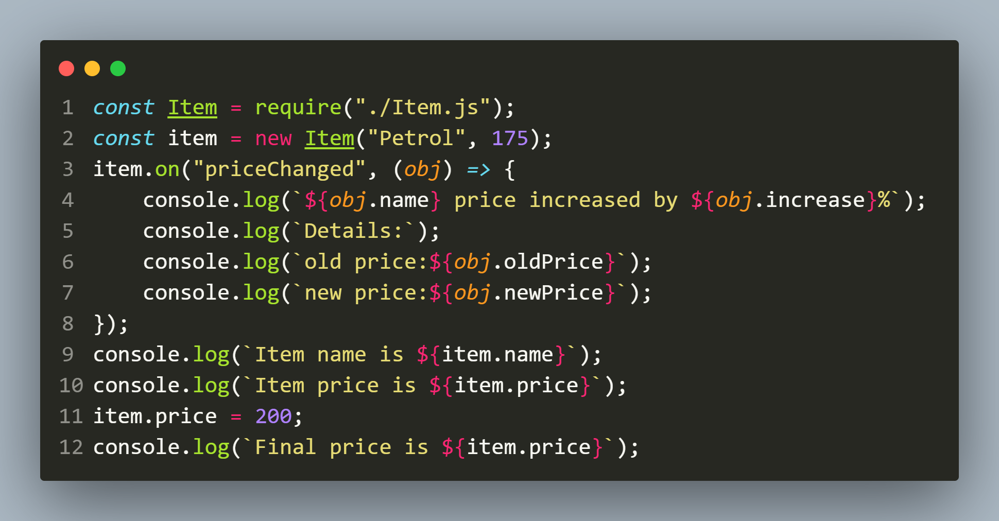 1 const Item = require("./Item.js");
2 const item = new Item("Petrol", 175);
3 item.on("priceChanged", (obj) => {
4     console.log(`${obj.name} price increased by ${obj.increase}%`);
5     console.log(`Details:`);
6     console.log(`old price:${obj.oldPrice}`);
7     console.log(`new price:${obj.newPrice}`);
8 });
9 console.log(`Item name is ${item.name}`);
10 console.log(`Item price is ${item.price}`);
11 item.price = 200;
12 console.log(`Final price is ${item.price}`);